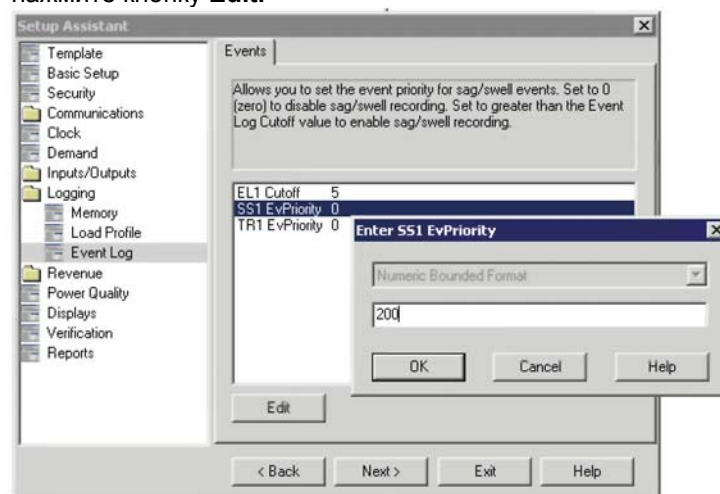 нажмите кнопку Edit.
Setup Assistant
Template
Basic Setup
Security
Communications
Clock
Demand
Inputs/Outputs
Logging
Memory
Load Profile
Event Log
Revenue
Power Quality
Displays
Verification
Reports
Events
Allows you to set the event priority for sag/swell events. Set to 0
(zero) to disable sag/swell recording. Set to greater than the Event
Log Cutoff value to enable sag/swell recording.
EL1 Cutoff 5
SS1 EvPriority 0
TR1 EvPriority 0
Enter SS1 EvPriority
Numeric Bounded Format
200
OK Cancel Help
Edit
< Back Next > Exit Help